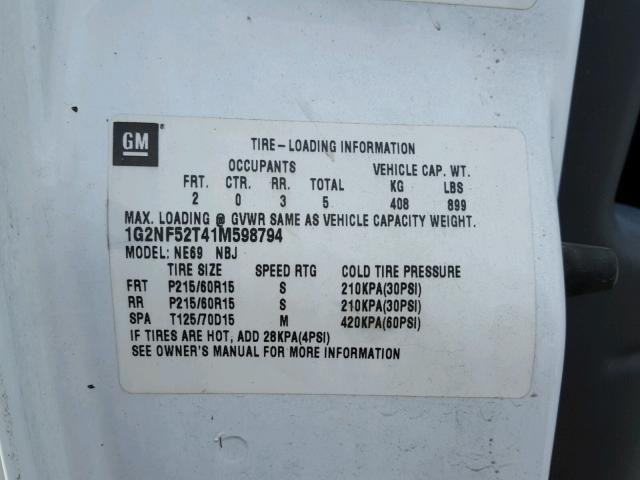 GM
TIRE-LOADING INFORMATION
OCCUPANTS VEHICLE CAP. WT.
FRT. CTR. RR. TOTAL KG LBS
2 0 3 5 408 899
MAX. LOADING @ GVWR SAME AS VEHICLE CAPACITY WEIGHT.
1G2NF52T41M598794
MODEL: NE69 NBJ
TIRE SIZE SPEED RTG COLD TIRE PRESSURE
FRT P215/60R15 S 210KPA(30PSI)
RR P215/60R15 S 210KPA(30PSI)
SPA T125/70D15 M 420KPA(60PSI)
IF TIRES ARE HOT, ADD 28KPA(4PSI)
SEE OWNER'S MANUAL FOR MORE INFORMATION